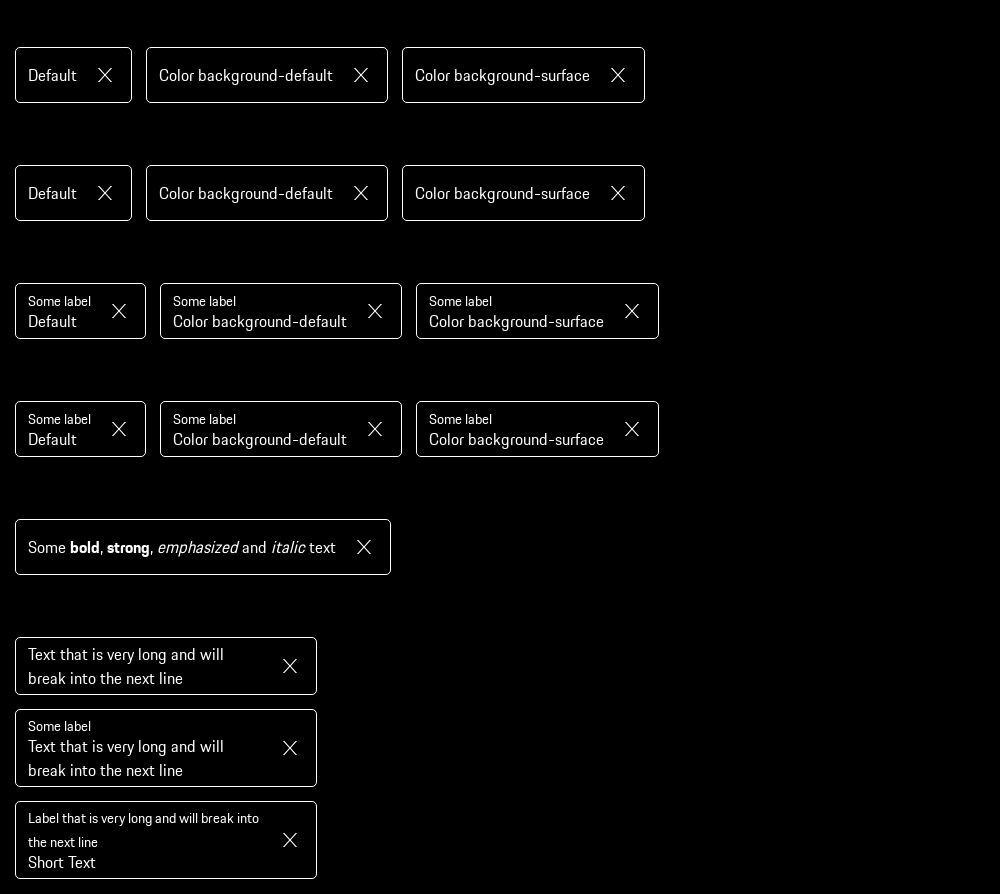 Default Color background-default Color background-surface
Default Color background-default Color background-surface
Some label Some label Some label
Default Color background-default Color background-surface
Some label Some label Some label
Default Color background-default Color background-surface
Some bold, strong, emphasized and italic text
Text that is very long and will
break into the next line
Some label
Text that is very long and will
break into the next line
Label that is very long and will break into
the next line
Short Text